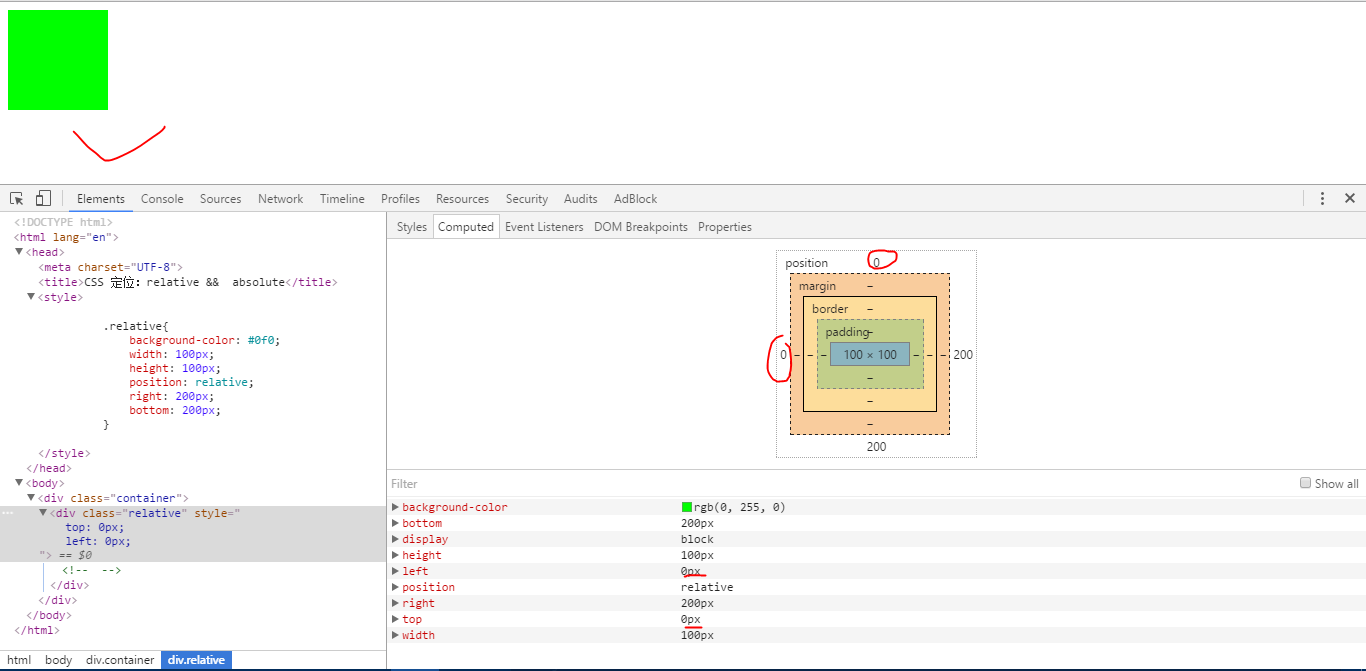 Elements Console Sources Network Timeline Profiles Resources Security Audits AdBlock
<!DOCTYPE html>
<html lang="en">
<head>
<meta charset="UTF-8">
<title>CSS 定位：relative &&  absolute</title>
<style>
.relative{
background-color: #0f0;
width: 100px;
height: 100px;
position: relative;
right: 200px;
bottom: 200px;
}
</style>
</head>
<body>
<div class="container">
<div class="relative" style="
top: 0px;
left: 0px;
"> == $0
<!--  -->
</div>
</div>
</body>
</html>
html body div.container div.relative
Styles Computed Event Listeners DOM Breakpoints Properties
position 0
margin –
border –
padding –
0 – – – 100 × 100 – – – 200
–
–
–
200
Filter Show all
background-color rgb(0, 255, 0)
bottom 200px
display block
height 100px
left 0px
position relative
right 200px
top 0px
width 100px